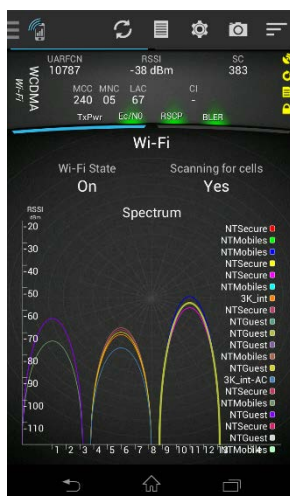 UARFCN RSSI SC
10787 -38 dBm 383
WCDMA
Wi-Fi
MCC MNC LAC CI
240 05 67 -
TxPwr Ec/N0 RSCP BLER
Wi-Fi
Wi-Fi State Scanning for cells
On Yes
Spectrum
RSSI
dBm
-20
-30
-40
-50
-60
-70
-80
-90
-100
-110
NTSecure
NTMobiles
NTMobiles
NTSecure
NTSecure
NTMobiles
3K_int
NTSecure
NTGuest
NTGuest
NTGuest
NTMobiles
NTGuest
3K_int-AC
NTSecure
NTMobiles
NTGuest
NTSecure
NTGuest
NTMobiles
1 2 3 4 5 6 7 8 9 10 11 12 13 14